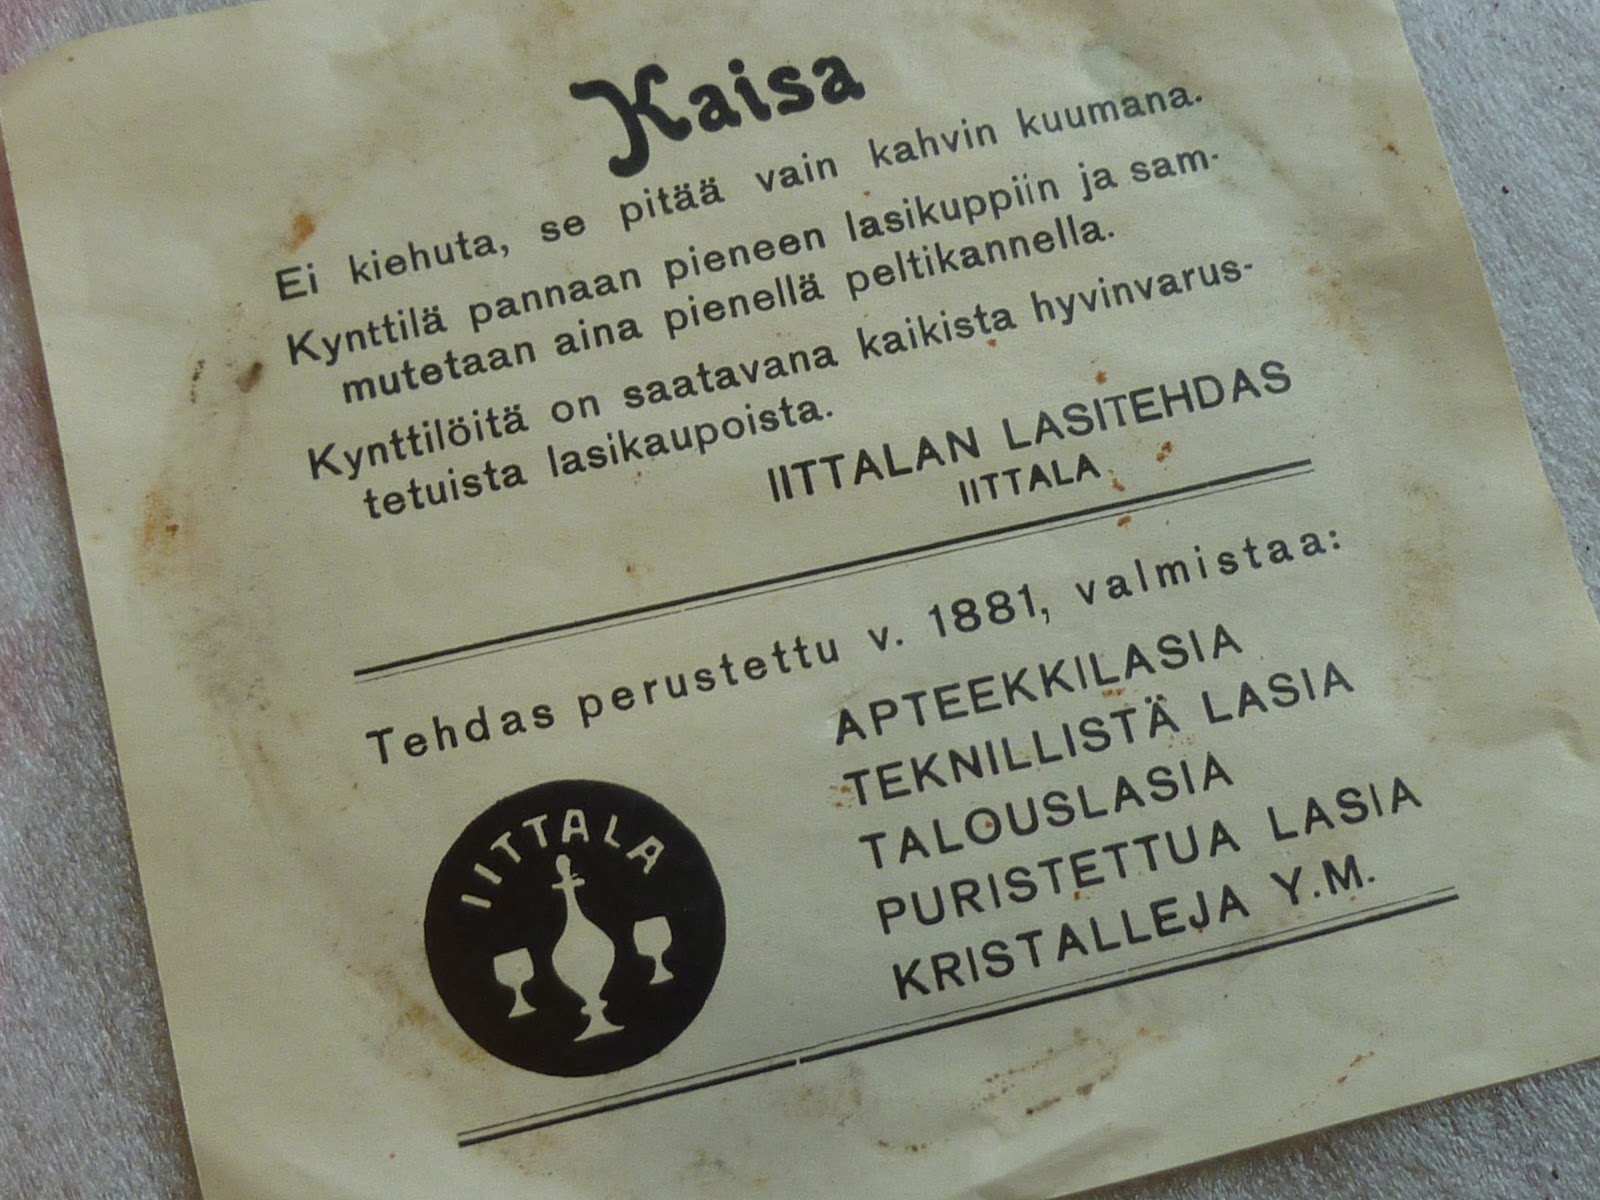 Kaisa
Ei kiehuta, se pitää vain kahvin kuumana.
Kynttilä pannaan pieneen lasikuppiin ja sam-
mutetaan aina pienellä peltikannella.
Kynttilöitä on saatavana kaikista hyvinvarus-
tetuista lasikaupoista.
IITTALAN LASITEHDAS
IITTALA
Tehdas perustettu v. 1881, valmistaa:
APTEEKKILASIA
TEKNILLISTÄ LASIA
TALOUSLASIA
PURISTETTUA LASIA
KRISTALLEJA Y.M.
IITTALA